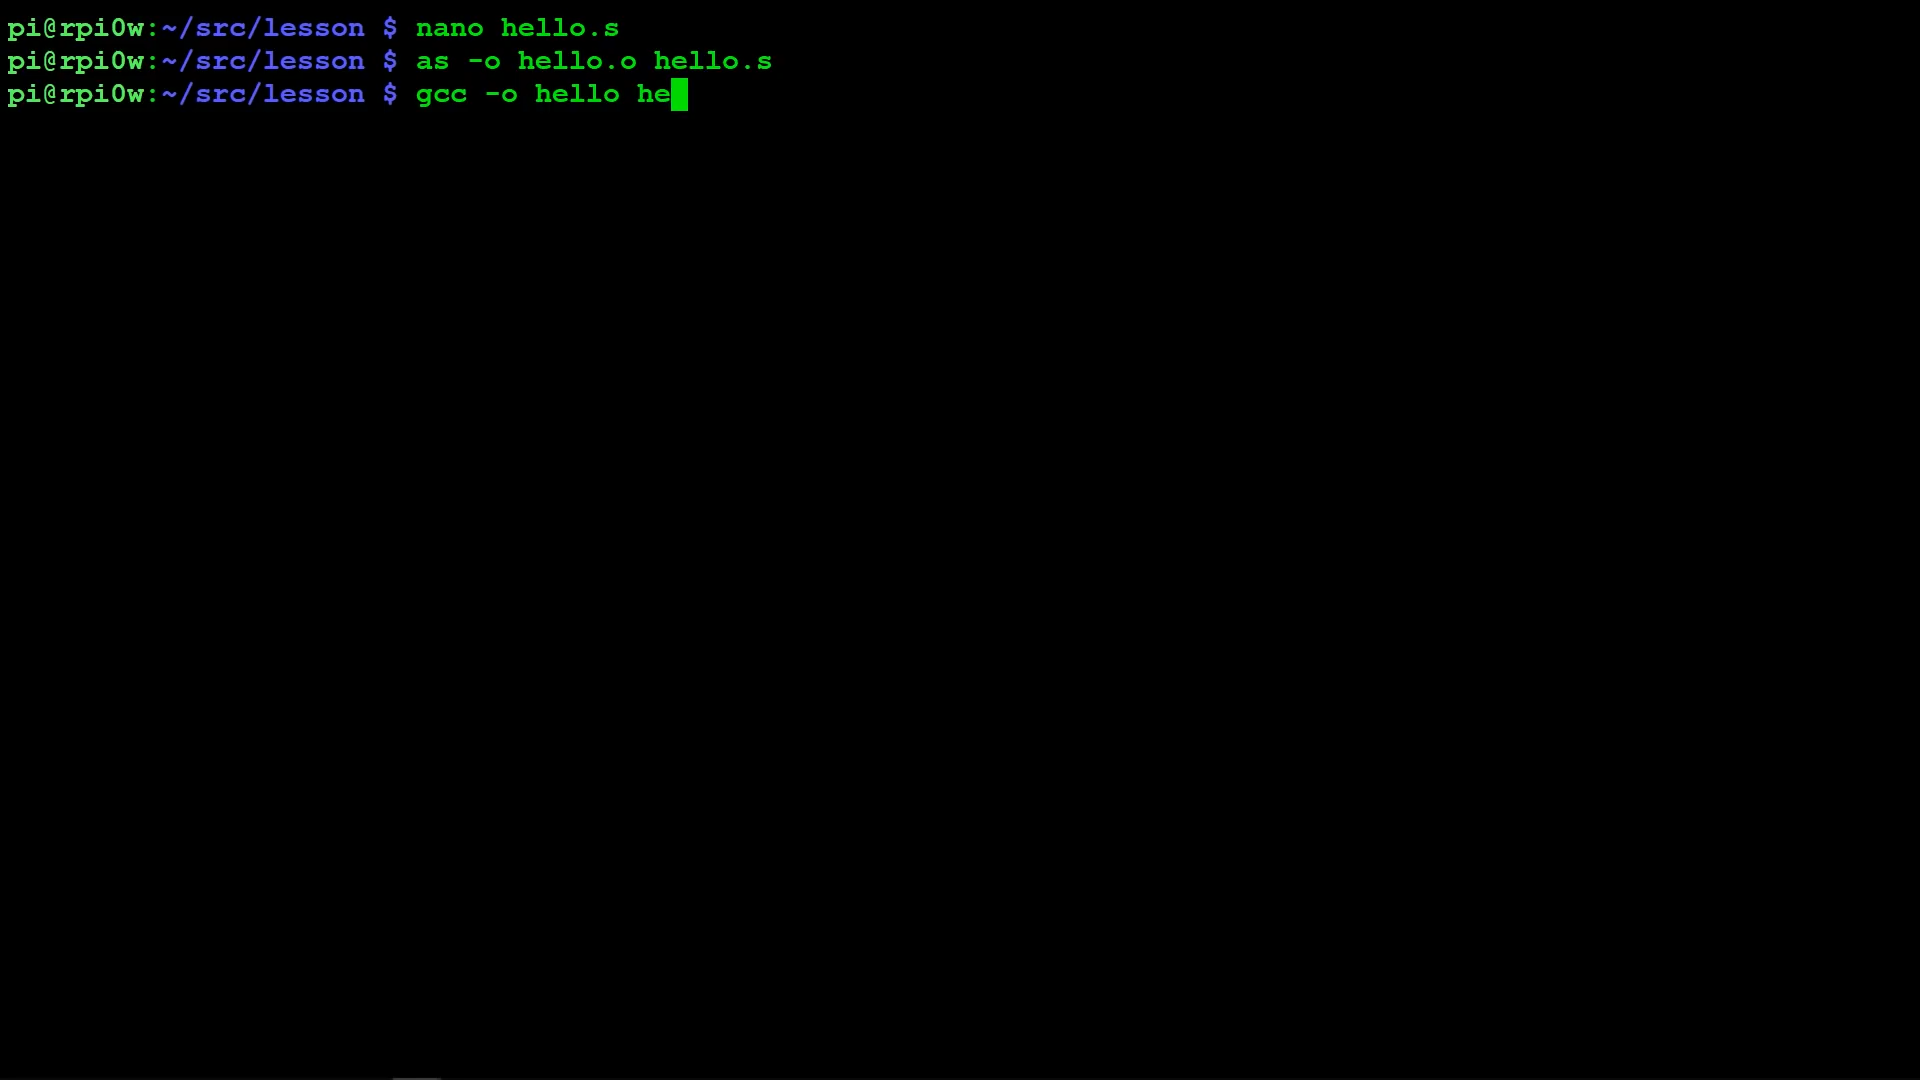 pi@rpi0w:~/src/lesson $ nano hello.s
pi@rpi0w:~/src/lesson $ as -o hello.o hello.s
pi@rpi0w:~/src/lesson $ gcc -o hello he